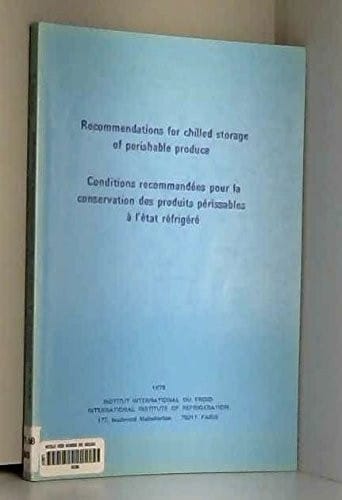 Recommendations for chilled storage
of perishable produce
Conditions recommandées pour la
conservation des produits périssables
à l'état réfrigéré
1979
INSTITUT INTERNATIONAL DU FROID
INTERNATIONAL INSTITUTE OF REFRIGERATION
177, boulevard Malesherbes - 75017 PARIS